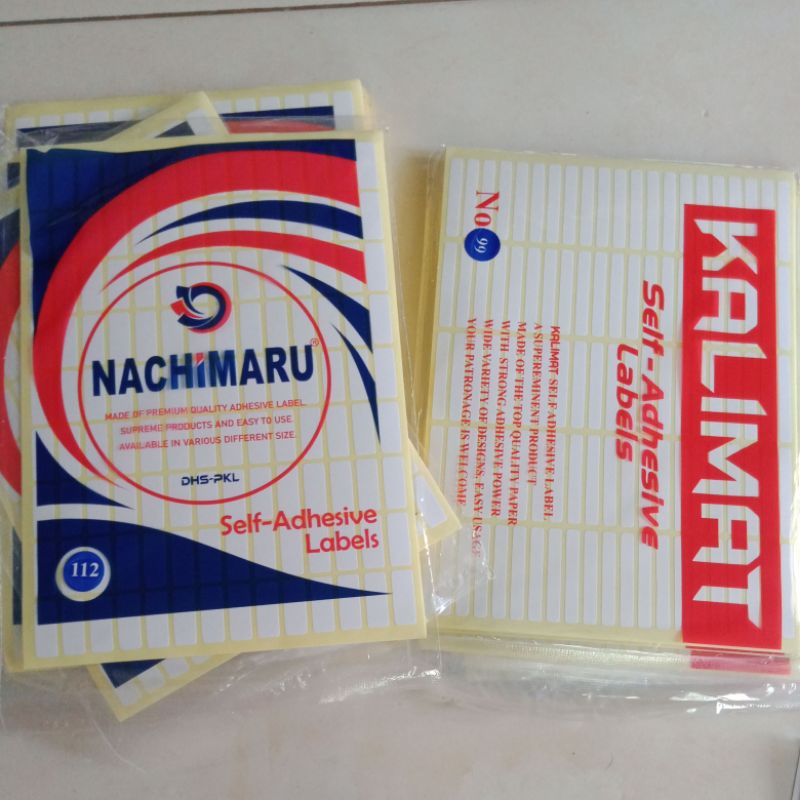 NACHiMARU®
MADE OF PREMIUM QUALITY ADHESIVE LABEL.
SUPREME PRODUCTS AND EASY TO USE.
AVAILABLE IN VARIOUS DIFFERENT SIZE.
DHS-PKL
Self-Adhesive
Labels
112
KALIMAT
Self-Adhesive
Labels
KALIMAT SELF ADHESIVE LABEL
A SUPEREMINENT PRODUCT
MADE OF THE TOP QUALITY PAPER
WITH STRONG ADHESIVE POWER
WIDE VARIETY OF DESIGNS, EASY USAGE
YOUR PATRONAGE IS WELCOME
No 99